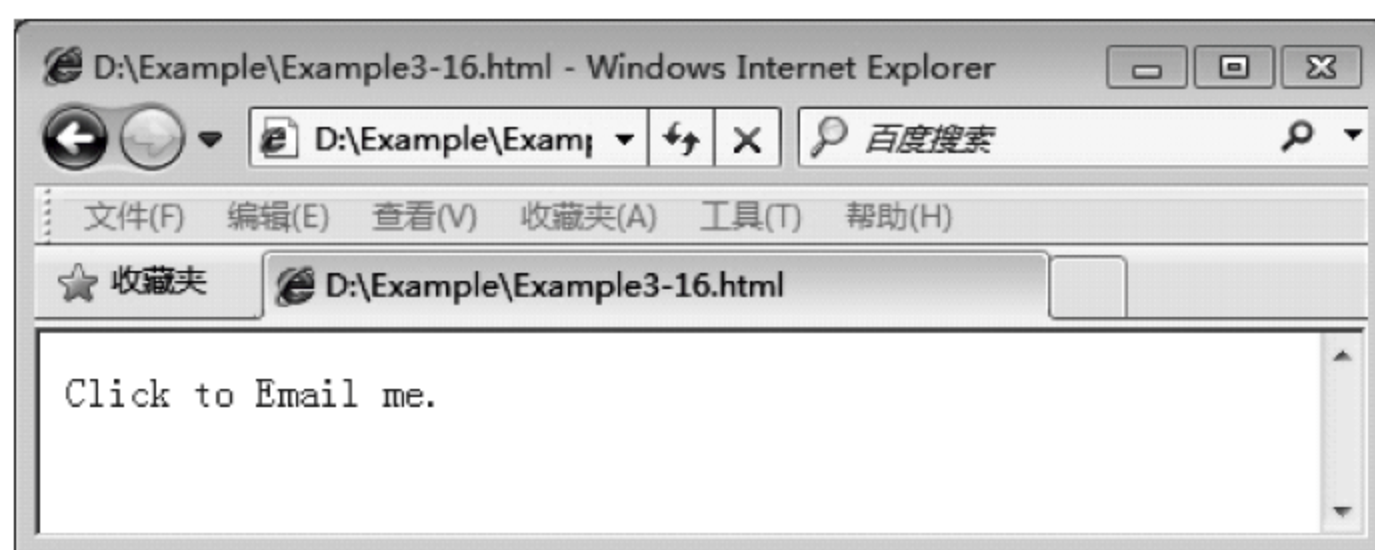 D:\Example\Example3-16.html - Windows Internet Explorer
D:\Example\Examp 百度搜索
文件(F) 编辑(E) 查看(V) 收藏夹(A) 工具(T) 帮助(H)
收藏夹 D:\Example\Example3-16.html
Click to Email me.